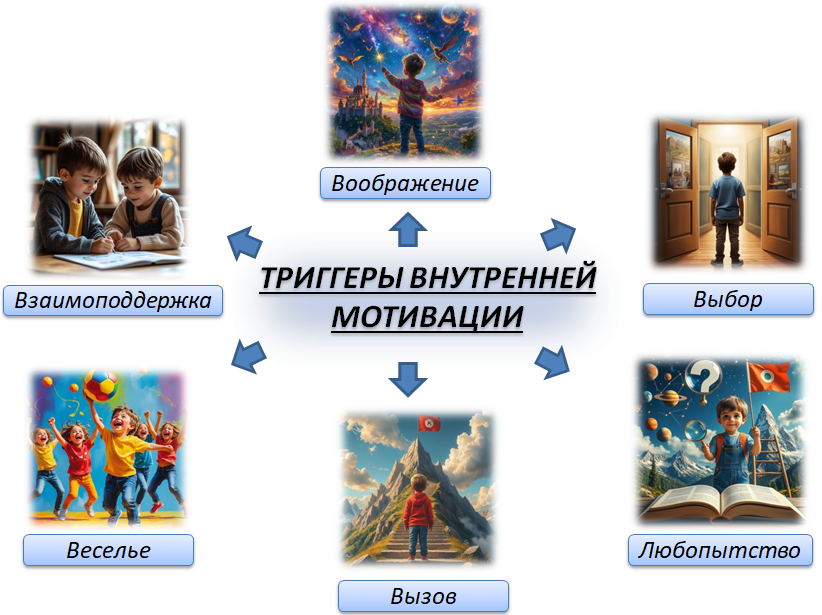 Воображение
Взаимоподдержка
ТРИГГЕРЫ ВНУТРЕННЕЙ
МОТИВАЦИИ
Выбор
?
Веселье
Вызов
Любопытство